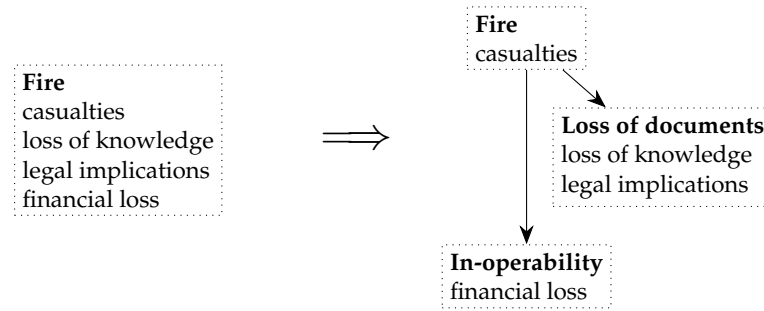 Fire
casualties
loss of knowledge
legal implications
financial loss
Fire
casualties
Loss of documents
loss of knowledge
legal implications
In-operability
financial loss